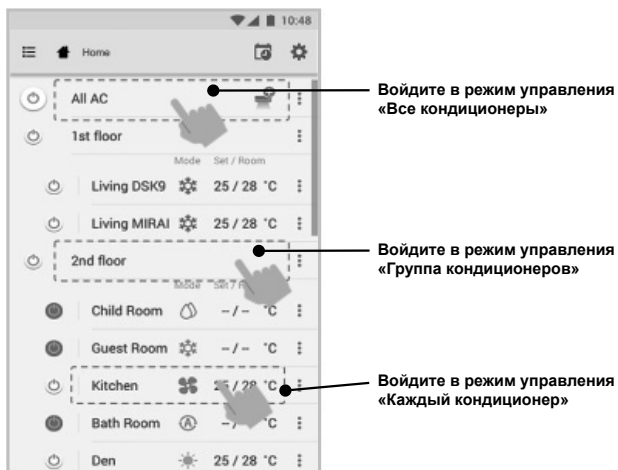 10:48
Home
All AC
Войдите в режим управления
«Все кондиционеры»
1st floor
Mode Set / Room
Living DSK9 25 / 28 °C
Living MIRAI 25 / 28 °C
2nd floor
Войдите в режим управления
«Группа кондиционеров»
Mode Set /
Child Room – / – °C
Guest Room – / – °C
Kitchen 25 / 28 °C
Войдите в режим управления
«Каждый кондиционер»
Bath Room A – / °C
Den 25 / 28 °C